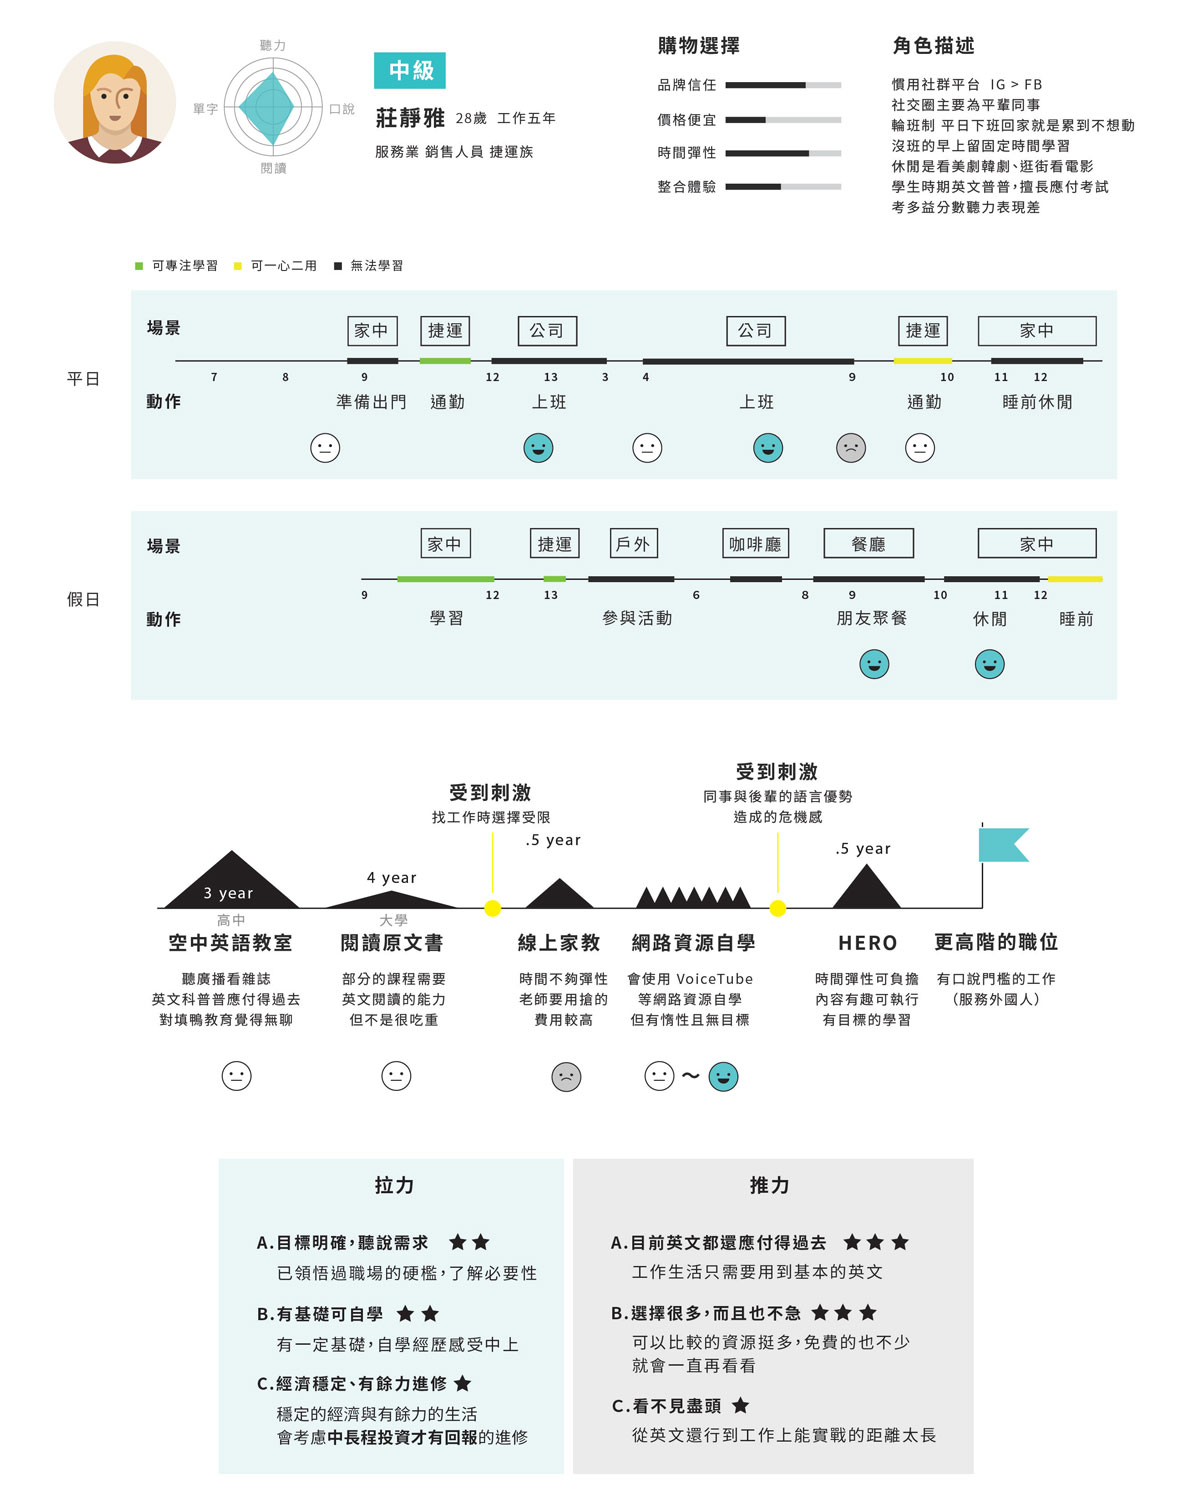 聽力
單字
口說
閱讀
中級
莊靜雅 28歲 工作五年
服務業 銷售人員 捷運族
購物選擇
品牌信任
價格便宜
時間彈性
整合體驗
角色描述
慣用社群平台 IG > FB
社交圈主要為平輩同事
輪班制 平日下班回家就是累到不想動
沒班的早上留固定時間學習
休閒是看美劇韓劇、逛街看電影
學生時期英文普普，擅長應付考試
考多益分數聽力表現差
可專注學習 可一心二用 無法學習
平日
場景
家中 捷運 公司 公司 捷運 家中
7 8 9 12 13 3 4 9 10 11 12
動作
準備出門 通勤 上班 上班 通勤 睡前休閒
假日
場景
家中 捷運 戶外 咖啡廳 餐廳 家中
9 12 13 6 8 9 10 11 12
動作
學習 參與活動 朋友聚餐 休閒 睡前
受到刺激
找工作時選擇受限
受到刺激
同事與後輩的語言優勢
造成的危機感
3 year
4 year
.5 year
.5 year
高中
空中英語教室
聽廣播看雜誌
英文科普普應付得過去
對填鴨教育覺得無聊
大學
閱讀原文書
部分的課程需要
英文閱讀的能力
但不是很吃重
線上家教
時間不夠彈性
老師要用搶的
費用較高
網路資源自學
會使用 VoiceTube
等網路資源自學
但有惰性且無目標
～
HERO
時間彈性可負擔
內容有趣可執行
有目標的學習
更高階的職位
有口說門檻的工作
（服務外國人）
拉力
A.目標明確，聽說需求 ★★
已領悟過職場的硬檻，了解必要性
B.有基礎可自學 ★★
有一定基礎，自學經歷感受中上
C.經濟穩定、有餘力進修 ★
穩定的經濟與有餘力的生活
會考慮中長程投資才有回報的進修
推力
A.目前英文都還應付得過去 ★★★
工作生活只需要用到基本的英文
B.選擇很多，而且也不急 ★★★
可以比較的資源挺多，免費的也不少
就會一直再看看
C.看不見盡頭 ★
從英文還行到工作上能實戰的距離太長